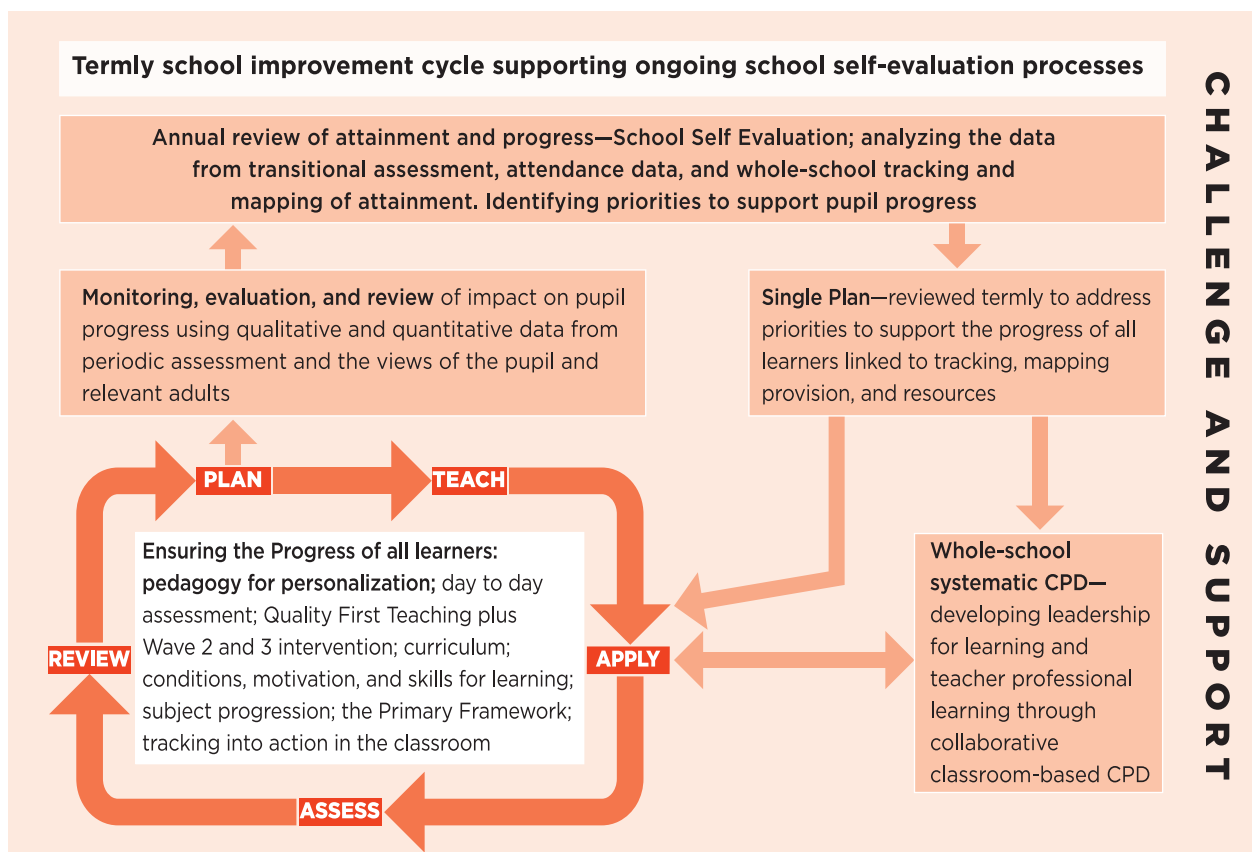 Termly school improvement cycle supporting ongoing school self-evaluation processes
Annual review of attainment and progress—School Self Evaluation; analyzing the data
from transitional assessment, attendance data, and whole-school tracking and
mapping of attainment. Identifying priorities to support pupil progress
Monitoring, evaluation, and review of impact on pupil
progress using qualitative and quantitative data from
periodic assessment and the views of the pupil and
relevant adults
Single Plan—reviewed termly to address
priorities to support the progress of all
learners linked to tracking, mapping
provision, and resources
PLAN
TEACH
APPLY
ASSESS
REVIEW
Ensuring the Progress of all learners:
pedagogy for personalization; day to day
assessment; Quality First Teaching plus
Wave 2 and 3 intervention; curriculum;
conditions, motivation, and skills for learning;
subject progression; the Primary Framework;
tracking into action in the classroom
Whole-school
systematic CPD—
developing leadership
for learning and
teacher professional
learning through
collaborative
classroom-based CPD
CHALLENGE AND SUPPORT